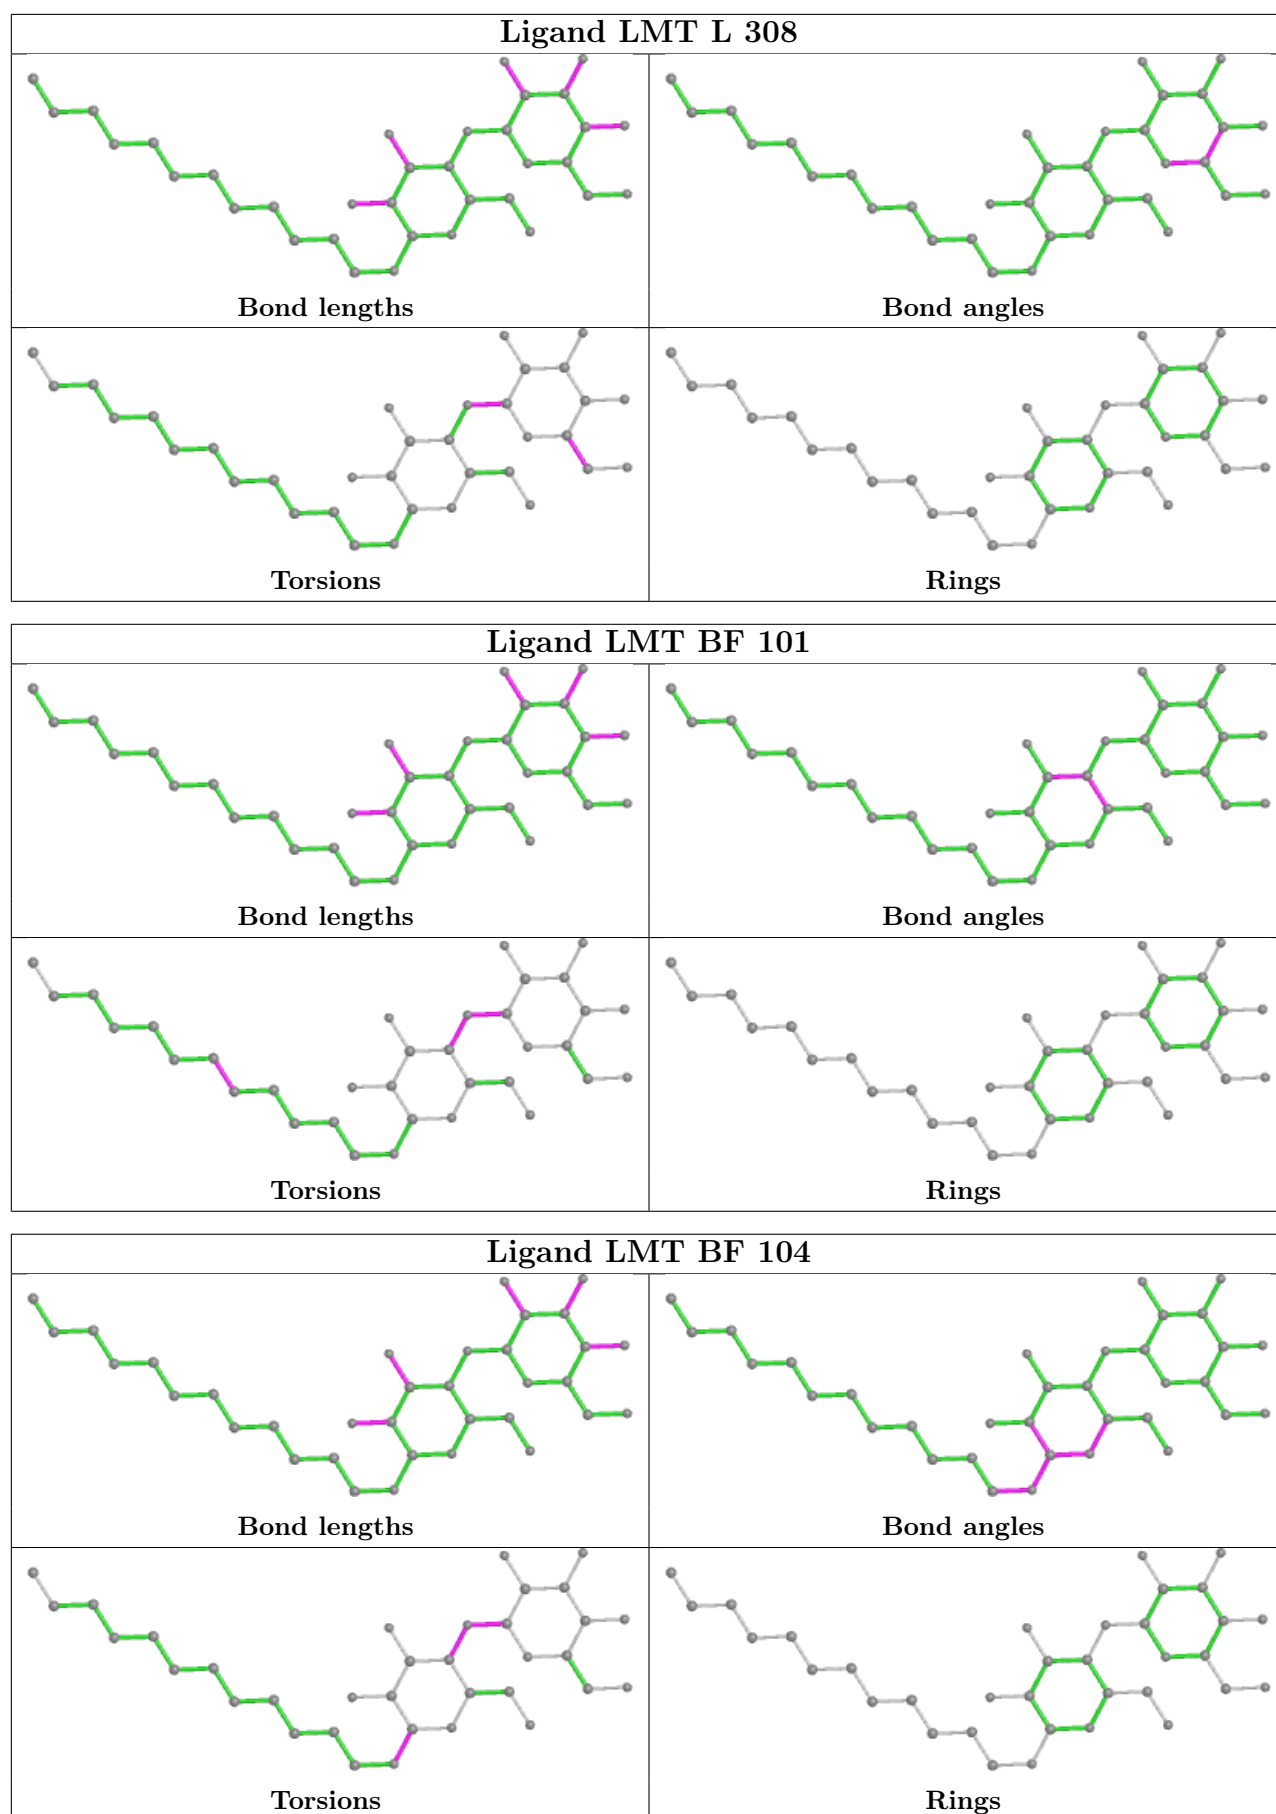 Ligand LMT L 308
Bond lengths
Bond angles
Torsions
Rings
Ligand LMT BF 101
Bond lengths
Bond angles
Torsions
Rings
Ligand LMT BF 104
Bond lengths
Bond angles
Torsions
Rings